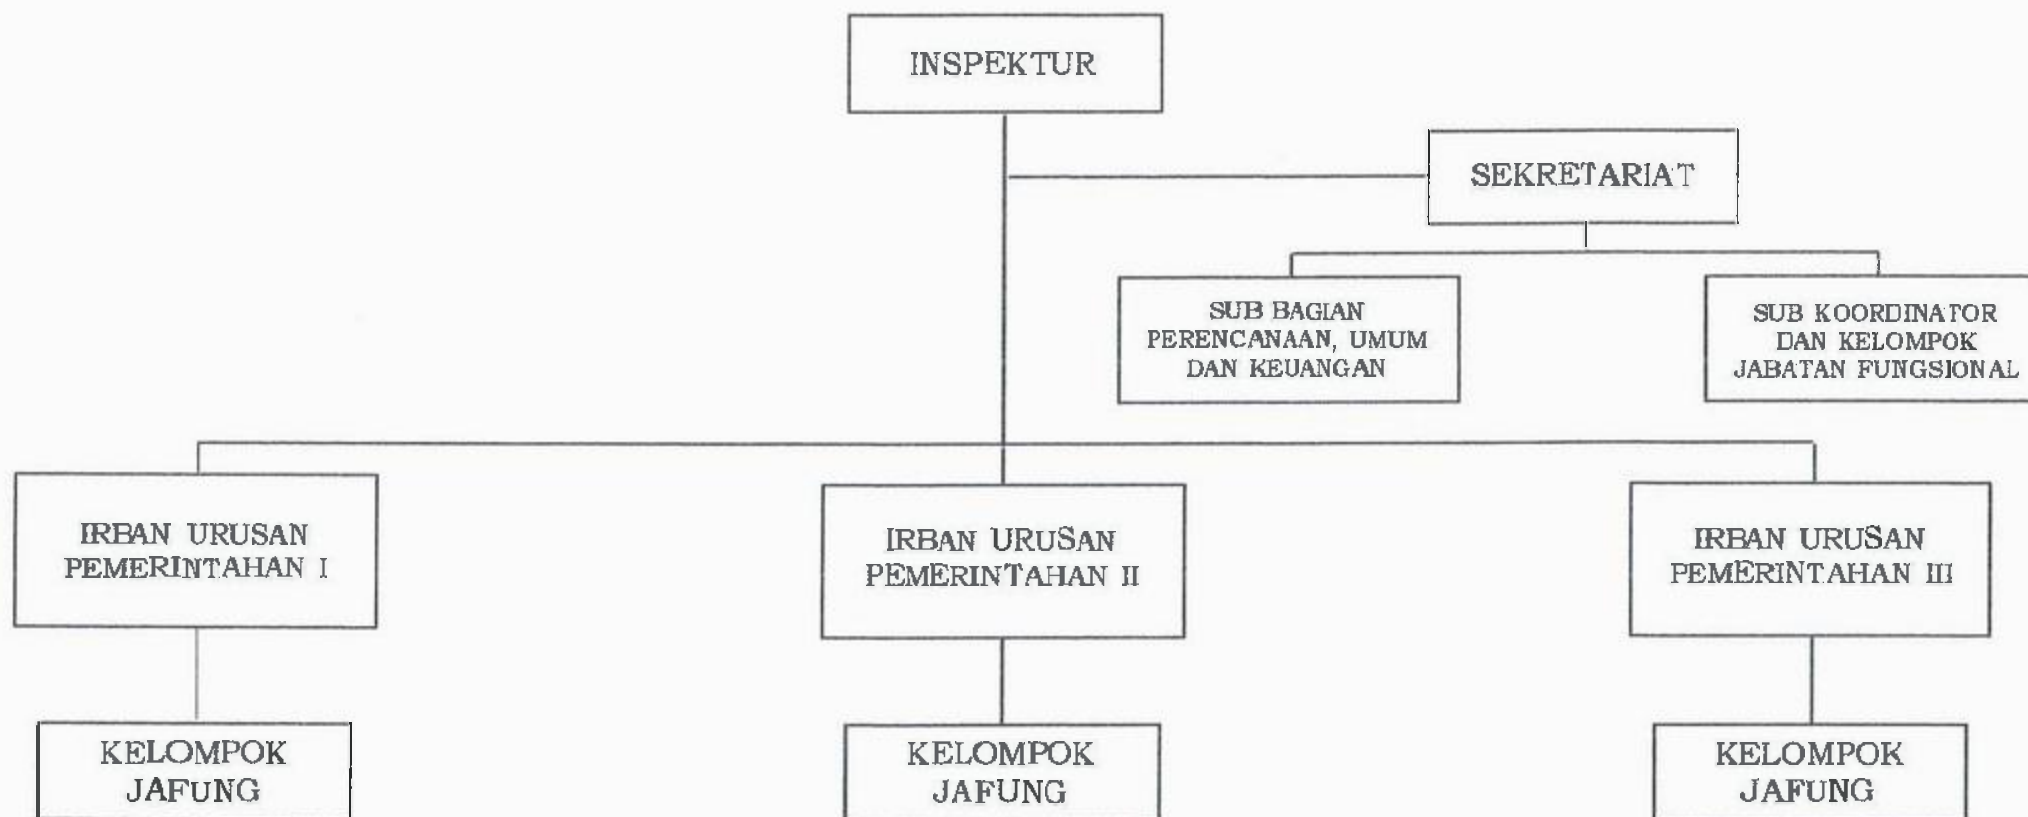 INSPEKTUR
SEKRETARIAT
SUB BAGIAN
PERENCANAAN, UMUM
DAN KEUANGAN
SUB KOORDINATOR
DAN KELOMPOK
JABATAN FUNGSIONAL
IRBAN URUSAN
PEMERINTAHAN I
IRBAN URUSAN
PEMERINTAHAN II
IRBAN URUSAN
PEMERINTAHAN III
KELOMPOK
JAFUNG
KELOMPOK
JAFUNG
KELOMPOK
JAFUNG